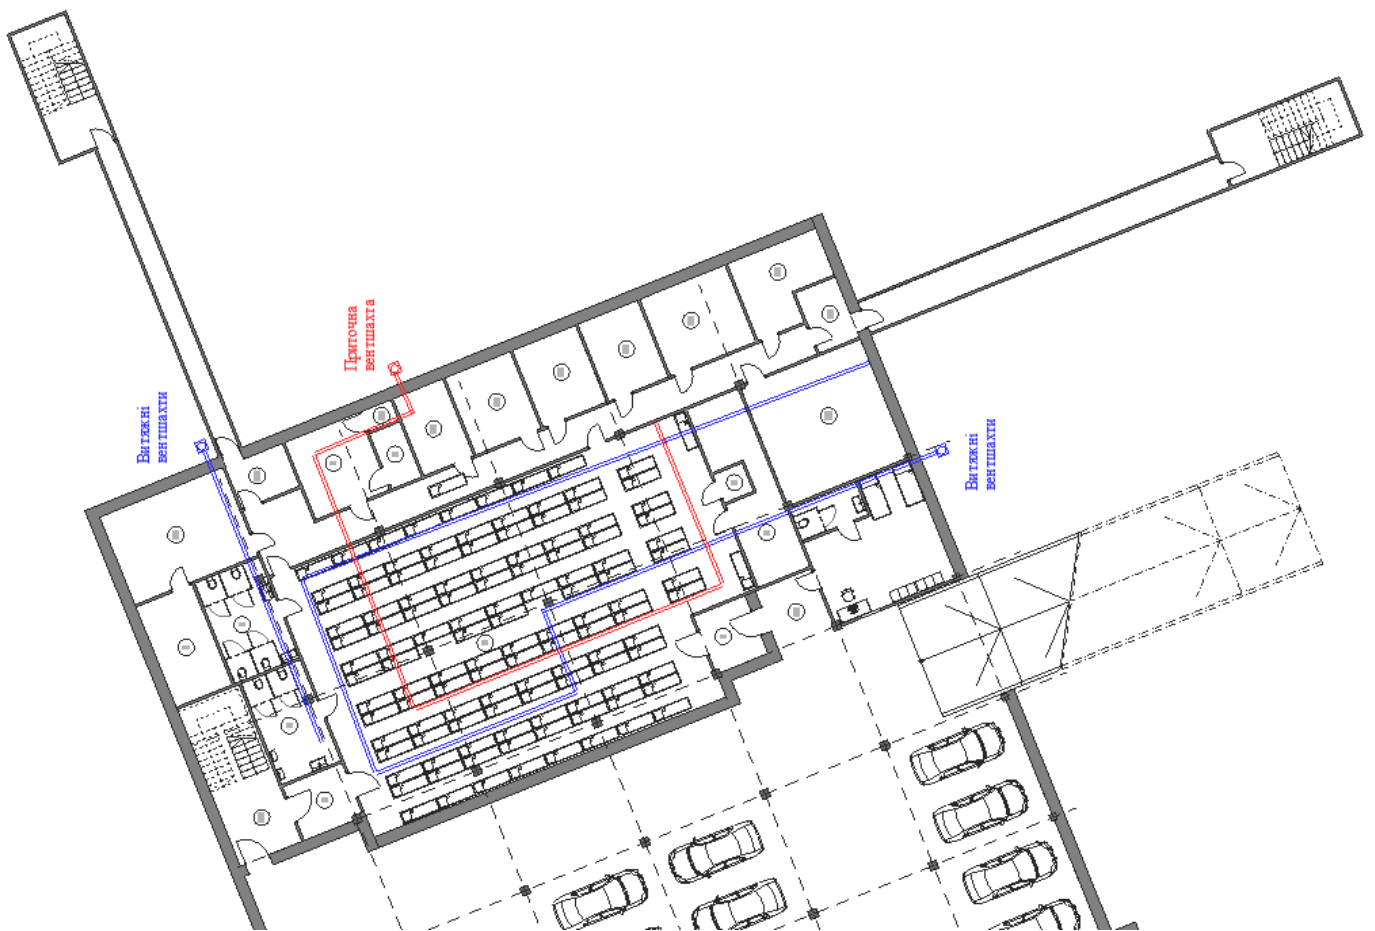 Приточна
вентшахта
Витяжні
вентшахти
Витяжні
вентшахти